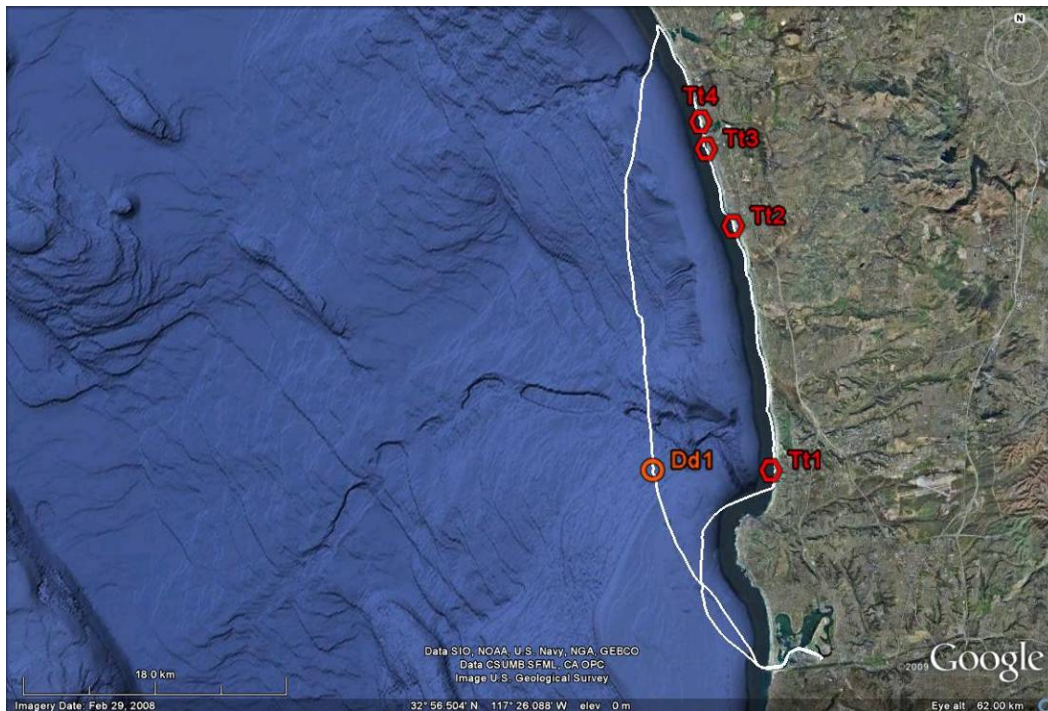 N
Tt4
Tt3
Tt2
Dd1
Tt1
Data SIO, NOAA, U.S. Navy, NGA, GEBCO
Data CSUMB SFML, CA OPC
Image U.S. Geological Survey
©2009 Google
18.0 km
Imagery Date: Feb 29, 2008
32° 56.504' N 117° 26.088' W elev 0 m
Eye alt 62.00 km